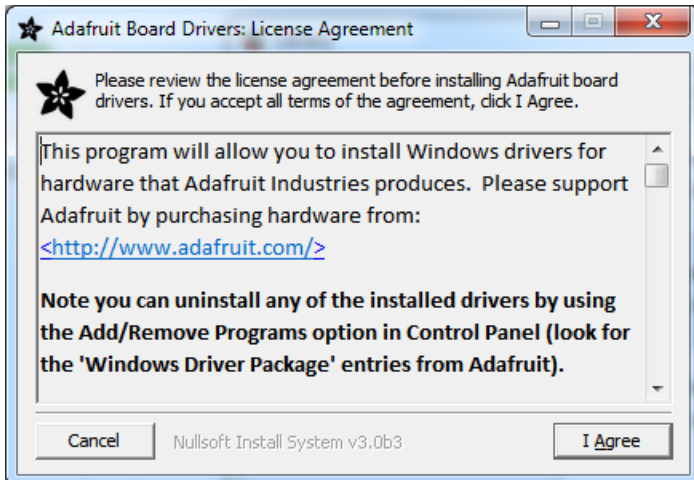 Adafruit Board Drivers: License Agreement
Please review the license agreement before installing Adafruit board
drivers. If you accept all terms of the agreement, click I Agree.
This program will allow you to install Windows drivers for
hardware that Adafruit Industries produces.  Please support
Adafruit by purchasing hardware from:
<http://www.adafruit.com/>
Note you can uninstall any of the installed drivers by using
the Add/Remove Programs option in Control Panel (look for
the 'Windows Driver Package' entries from Adafruit).
Cancel
Nullsoft Install System v3.0b3
I Agree